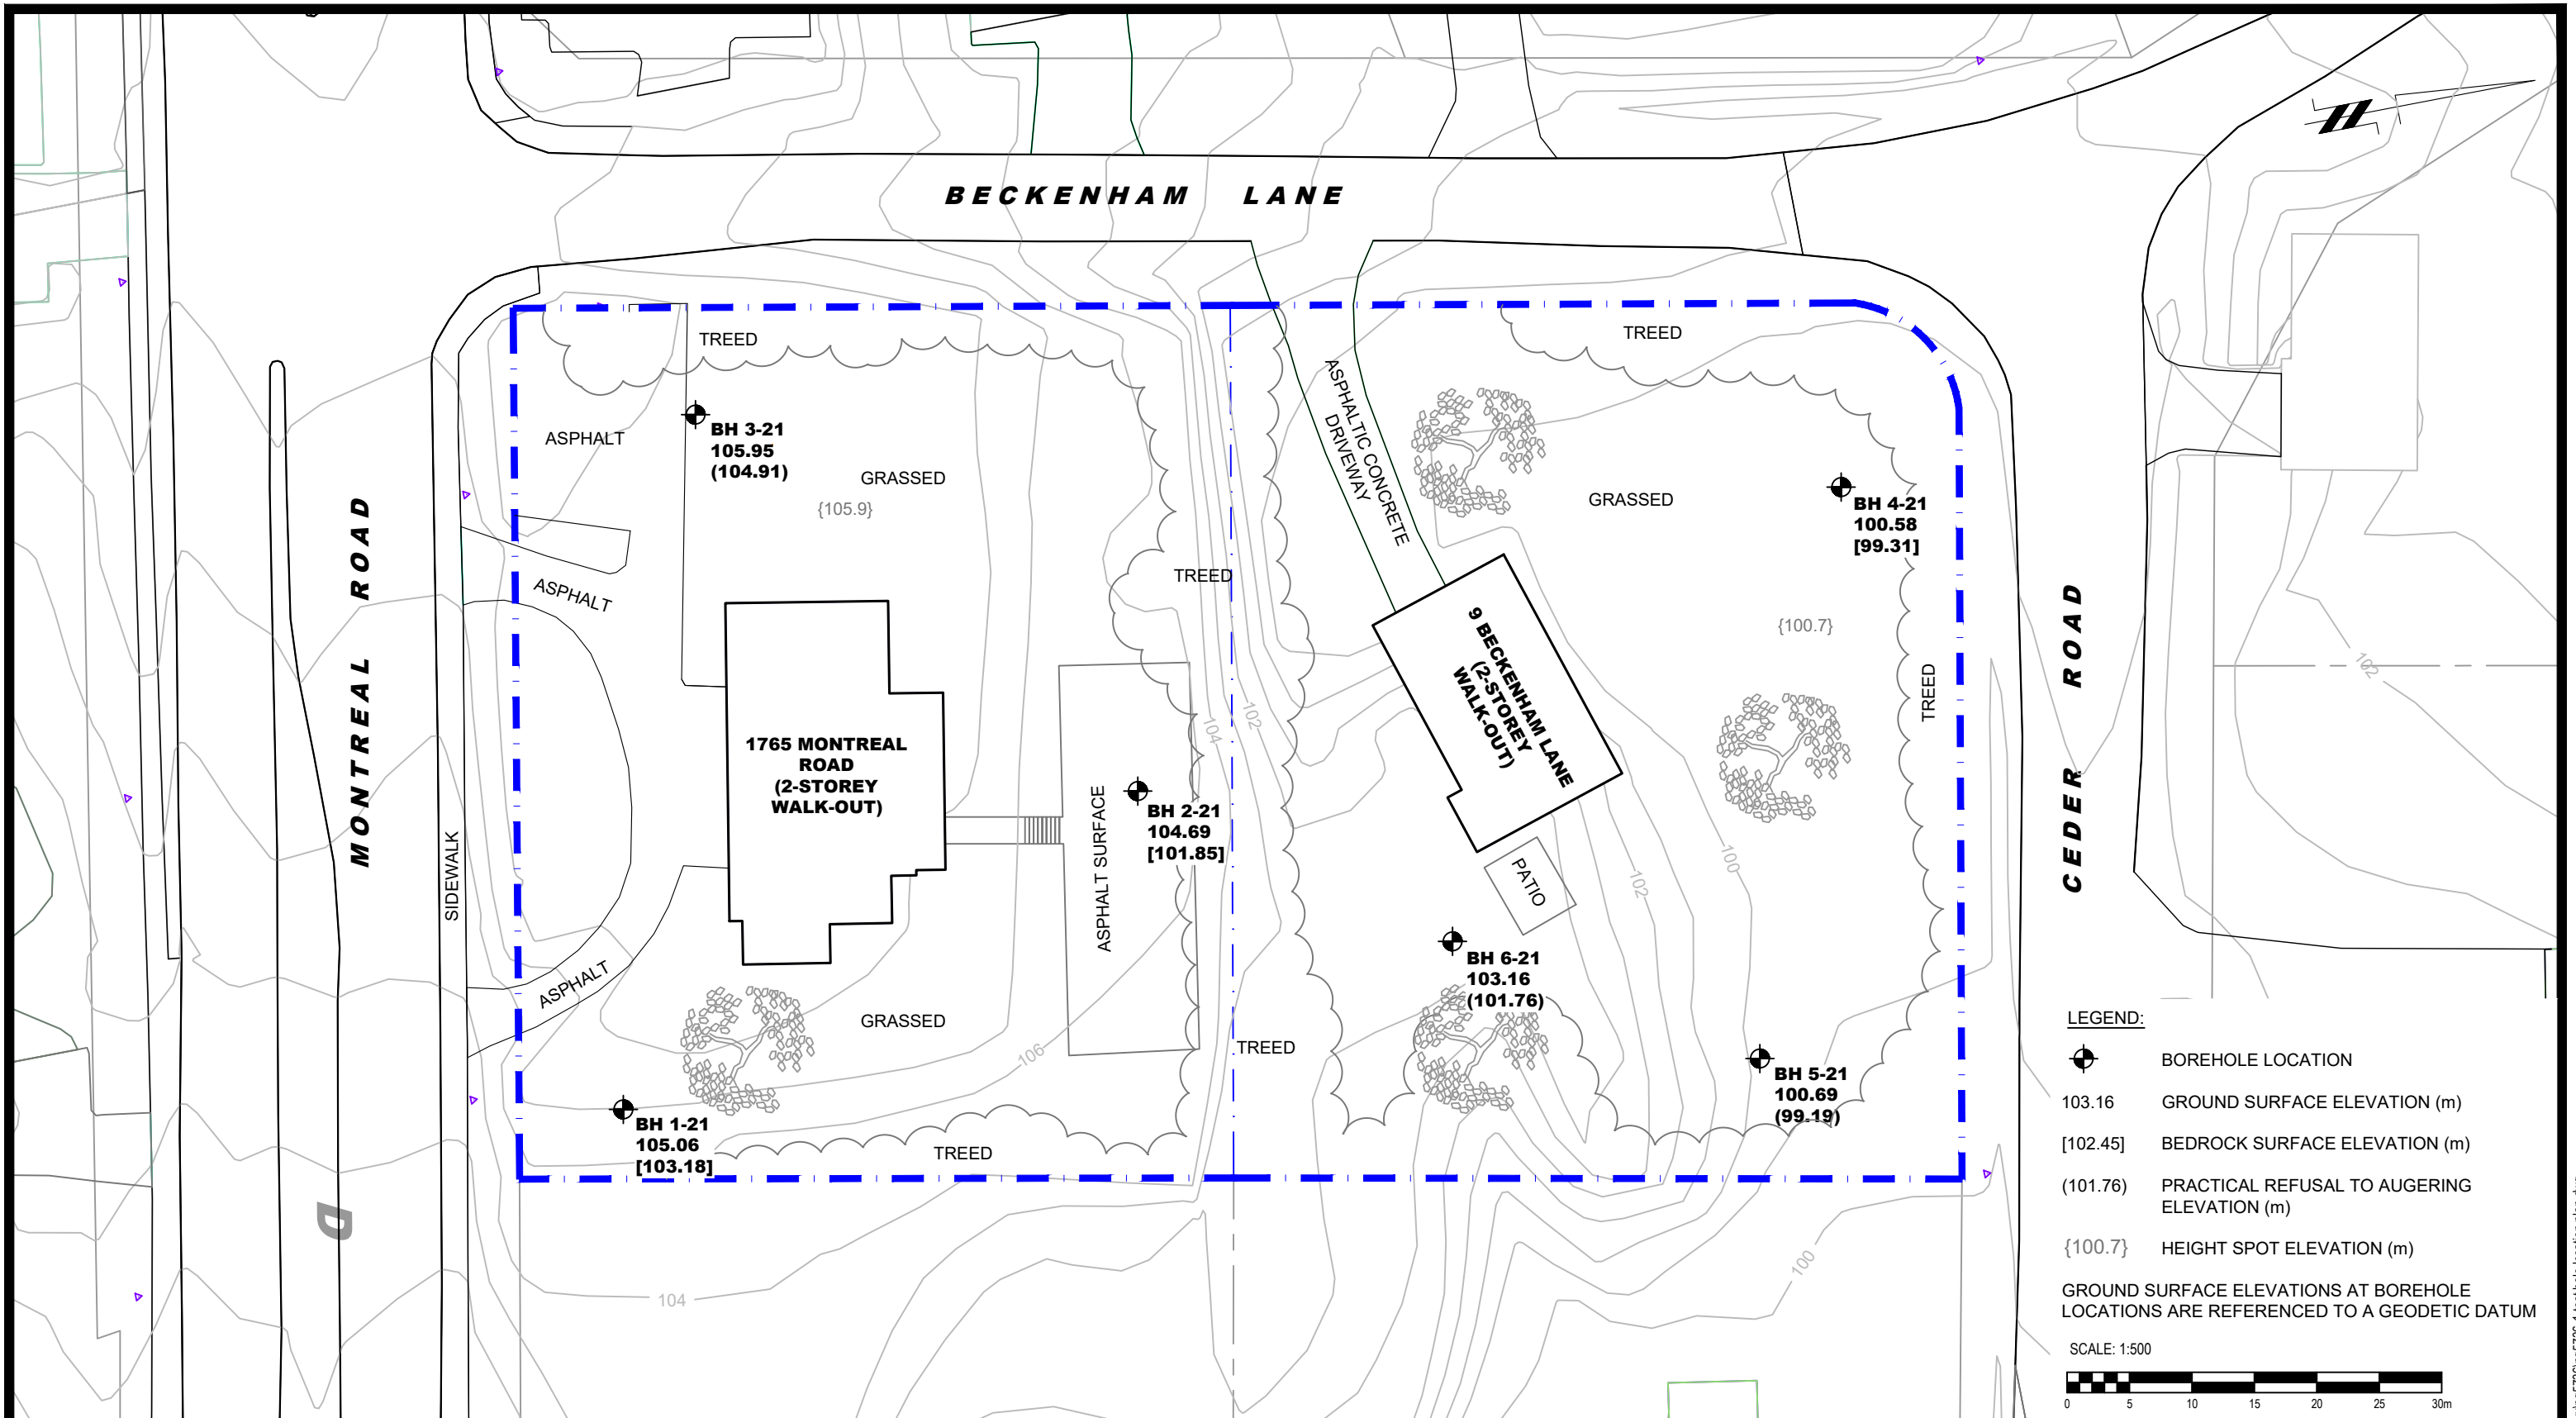 BECKENHAM LANE
TREED
TREED
ASPHALT
BH 3-21
105.95
(104.91)
GRASSED
{105.9}
ASPHALTIC CONCRETE
DRIVEWAY
GRASSED
BH 4-21
100.58
[99.31]
MONTREAL ROAD
ASPHALT
TREED
{100.7}
CEDER ROAD
TREED
9 BECKENHAM LANE
(2-STOREY
WALK-OUT)
102
104
102
1765 MONTREAL
ROAD
(2-STOREY
WALK-OUT)
BH 2-21
104.69
[101.85]
ASPHALT SURFACE
SIDEWALK
PATIO
102
100
ASPHALT
BH 6-21
103.16
(101.76)
GRASSED
106
TREED
BH 5-21
100.69
(99.19)
BH 1-21
105.06
[103.18]
TREED
D
104
100
LEGEND:
BOREHOLE LOCATION
103.16 GROUND SURFACE ELEVATION (m)
[102.45] BEDROCK SURFACE ELEVATION (m)
(101.76) PRACTICAL REFUSAL TO AUGERING
ELEVATION (m)
{100.7} HEIGHT SPOT ELEVATION (m)
GROUND SURFACE ELEVATIONS AT BOREHOLE
LOCATIONS ARE REFERENCED TO A GEODETIC DATUM
SCALE: 1:500
0 5 10 15 20 25 30m